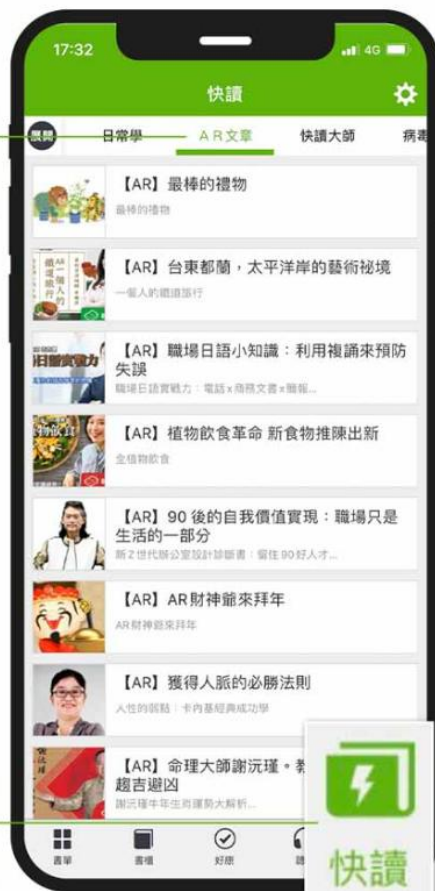 17:32
4G
快讀
展開 日常學 AR文章 快讀大師 病毒
【AR】最棒的禮物
最棒的禮物
【AR】台東都蘭，太平洋岸的藝術祕境
一個人的鐵道旅行
【AR】職場日語小知識：利用複誦來預防
失誤
職場日語實戰力：電話x商務文書x簡報...
【AR】植物飲食革命 新食物推陳出新
全植物飲食
【AR】90 後的自我價值實現：職場只是
生活的一部分
新Z世代辦公室設計診斷書：留住90好人才...
【AR】AR財神爺來拜年
AR財神爺來拜年
【AR】獲得人脈的必勝法則
人性的弱點：卡內基經典成功學
【AR】命理大師謝沅瑾。教
趨吉避凶
謝沅瑾牛年生肖運勢大解析...
書單 書櫃 好康 聽
快讀